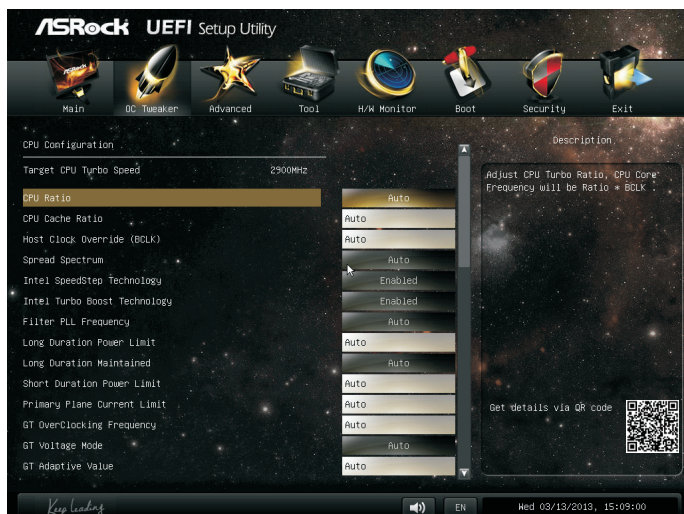 ASRock UEFI Setup Utility
Main OC Tweaker Advanced Tool H/W Monitor Boot Security Exit
CPU Configuration
Target CPU Turbo Speed 2900MHz
CPU Ratio Auto
CPU Cache Ratio Auto
Host Clock Override (BCLK) Auto
Spread Spectrum Auto
Intel SpeedStep Technology Enabled
Intel Turbo Boost Technology Enabled
Filter PLL Frequency Auto
Long Duration Power Limit Auto
Long Duration Maintained Auto
Short Duration Power Limit Auto
Primary Plane Current Limit Auto
GT OverClocking Frequency Auto
GT Voltage Mode Auto
GT Adaptive Value Auto
Description
Adjust CPU Turbo Ratio, CPU Core
Frequency will be Ratio * BCLK .
Get details via QR code
Keep Leading
EN
Wed 03/13/2013, 15:09:00